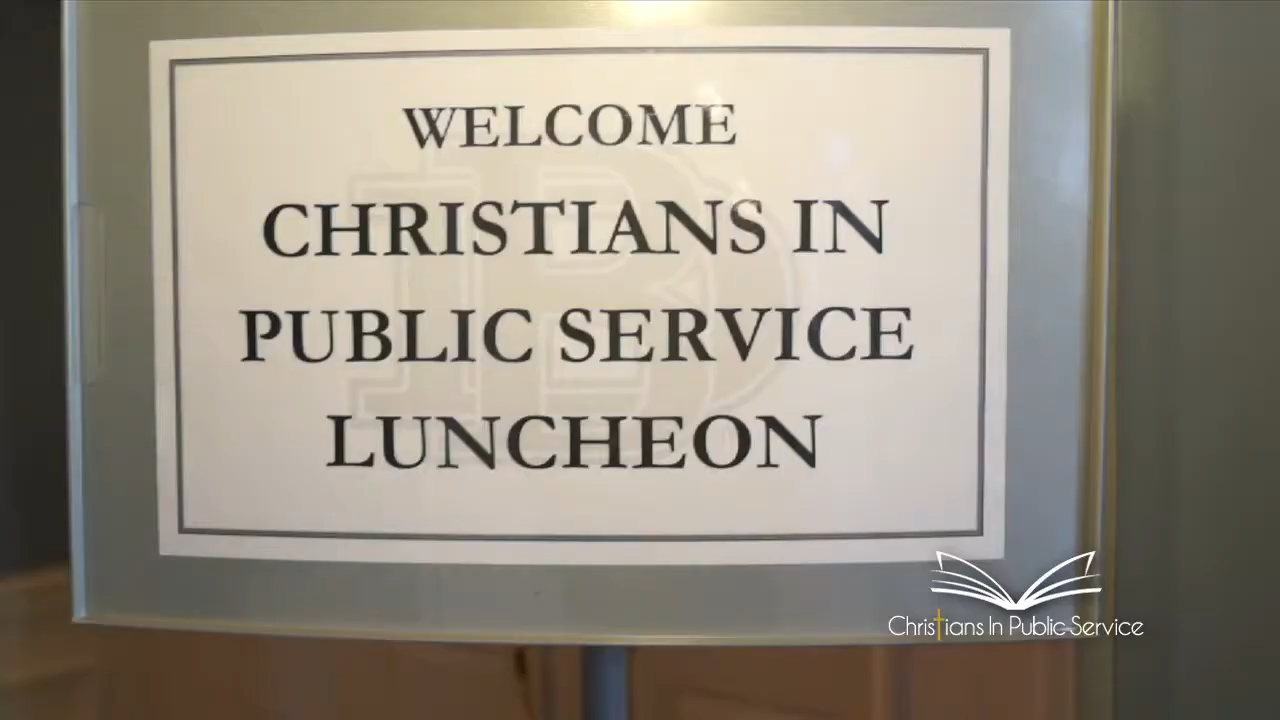 WELCOME
CHRISTIANS IN
PUBLIC SERVICE
LUNCHEON
Christians In Public Service